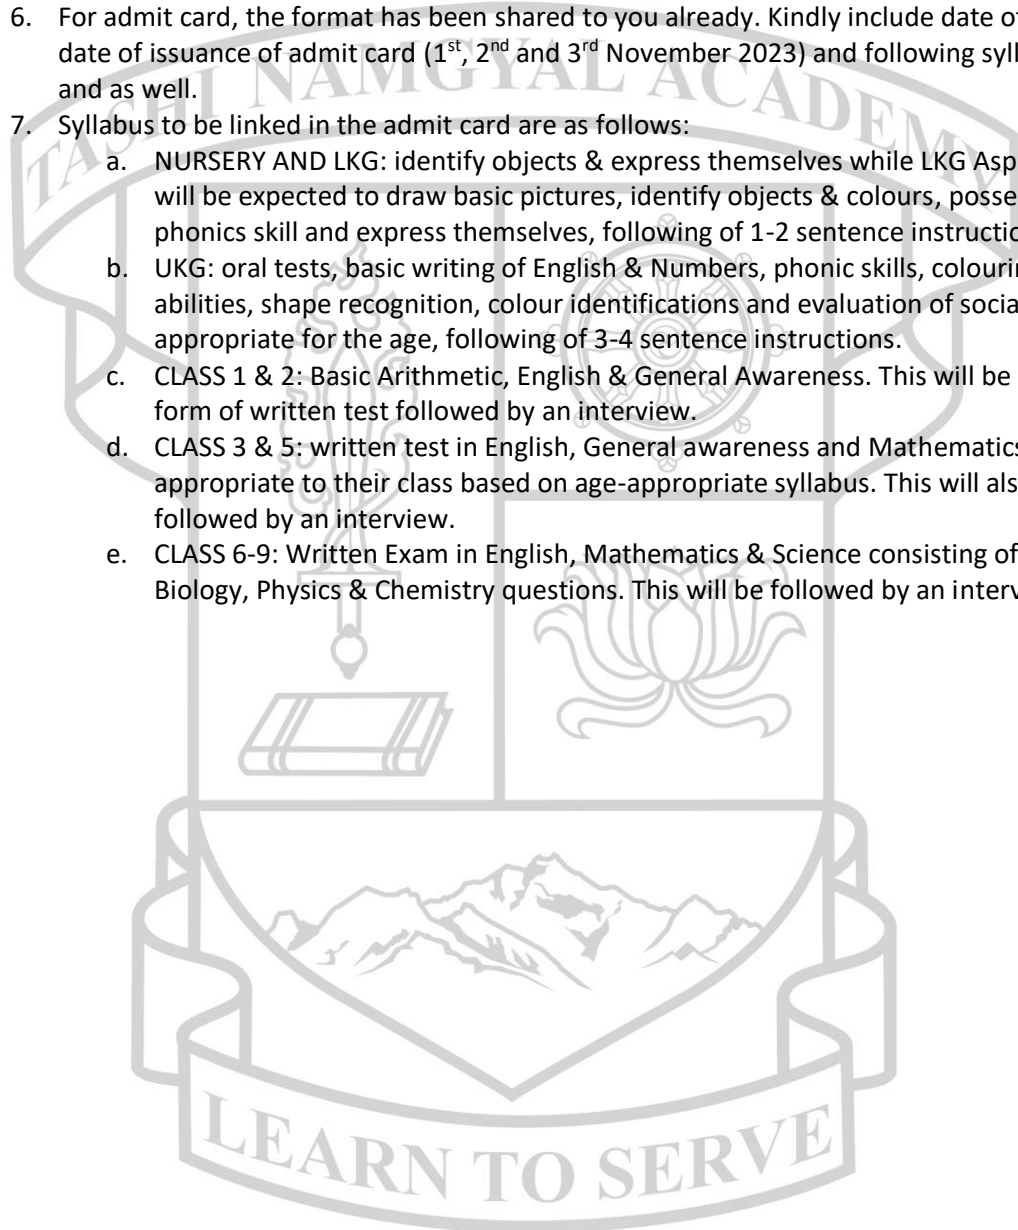 6. For admit card, the format has been shared to you already. Kindly include date o
date of issuance of admit card (1st, 2nd and 3rd November 2023) and following syll
and as well.
7. Syllabus to be linked in the admit card are as follows:
a. NURSERY AND LKG: identify objects & express themselves while LKG Asp
will be expected to draw basic pictures, identify objects & colours, posse
phonics skill and express themselves, following of 1-2 sentence instructio
b. UKG: oral tests, basic writing of English & Numbers, phonic skills, colouri
abilities, shape recognition, colour identifications and evaluation of socia
appropriate for the age, following of 3-4 sentence instructions.
c. CLASS 1 & 2: Basic Arithmetic, English & General Awareness. This will be
form of written test followed by an interview.
d. CLASS 3 & 5: written test in English, General awareness and Mathematics
appropriate to their class based on age-appropriate syllabus. This will als
followed by an interview.
e. CLASS 6-9: Written Exam in English, Mathematics & Science consisting of
Biology, Physics & Chemistry questions. This will be followed by an interv
TASHI NAMGYAL ACADEMY
LEARN TO SERVE